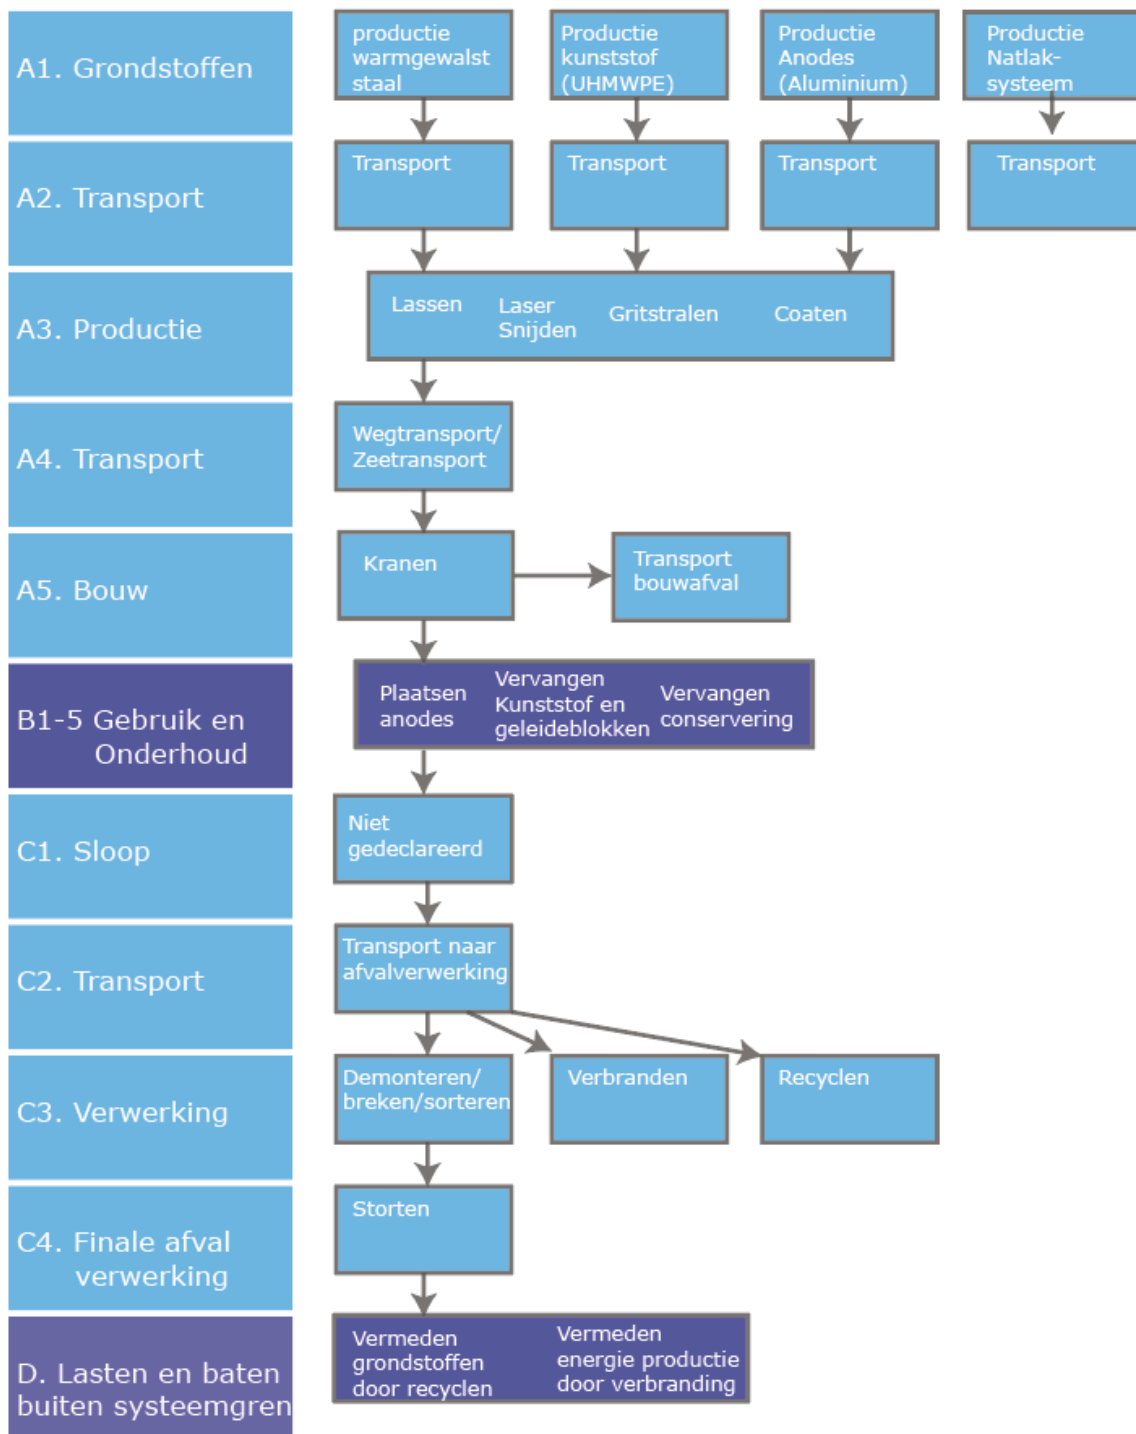 A1. Grondstoffen
productie
warmgewalst
staal
Productie
kunststof
(UHMWPE)
Productie
Anodes
(Aluminium)
Productie
Natlak-
systeem
A2. Transport
Transport
Transport
Transport
Transport
A3. Productie
Lassen
Laser
Snijden
Gritstralen
Coaten
A4. Transport
Wegtransport/
Zeetransport
A5. Bouw
Kranen
Transport
bouwafval
B1-5 Gebruik en
Onderhoud
Plaatsen
anodes
Vervangen
Kunststof en
geleideblokken
Vervangen
conservering
C1. Sloop
Niet
gedeclareerd
C2. Transport
Transport naar
afvalverwerking
C3. Verwerking
Demonteren/
breken/sorteren
Verbranden
Recyclen
C4. Finale afval
verwerking
Storten
D. Lasten en baten
buiten systeemgren
Vermeden
grondstoffen
door recyclen
Vermeden
energie productie
door verbranding